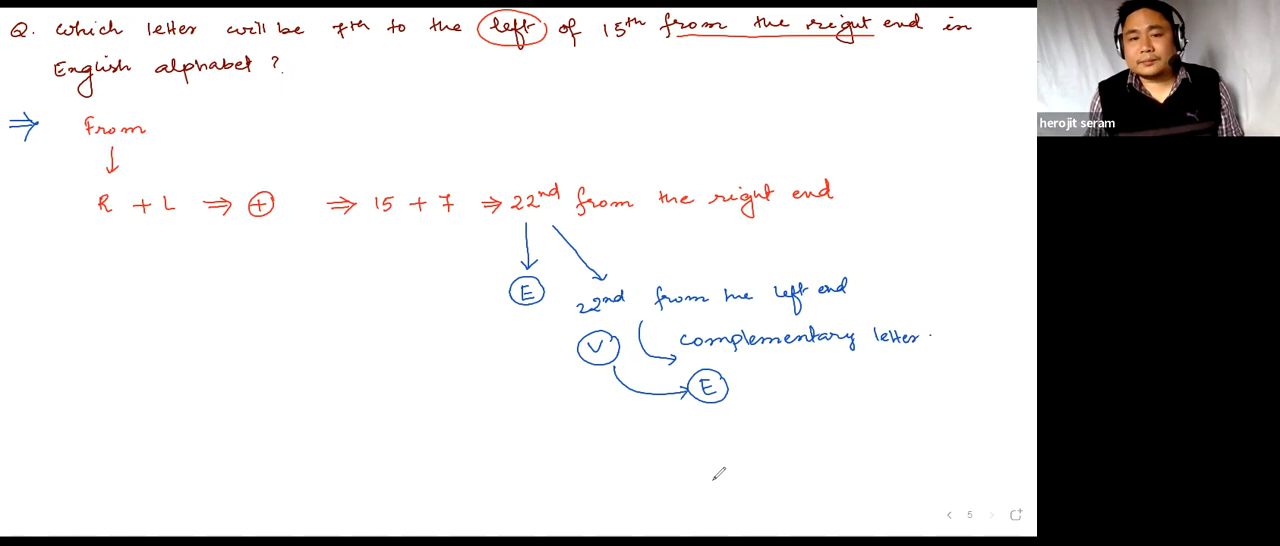 Q. which letter will be 7th to the left of 15th from the right end in
English alphabet ?
⇒ From
↓
R + L ⇒ ⊕ ⇒ 15 + 7 ⇒ 22nd from the right end
E 22nd from the left end
V complementary letter.
E
herojit seram
< 5 >